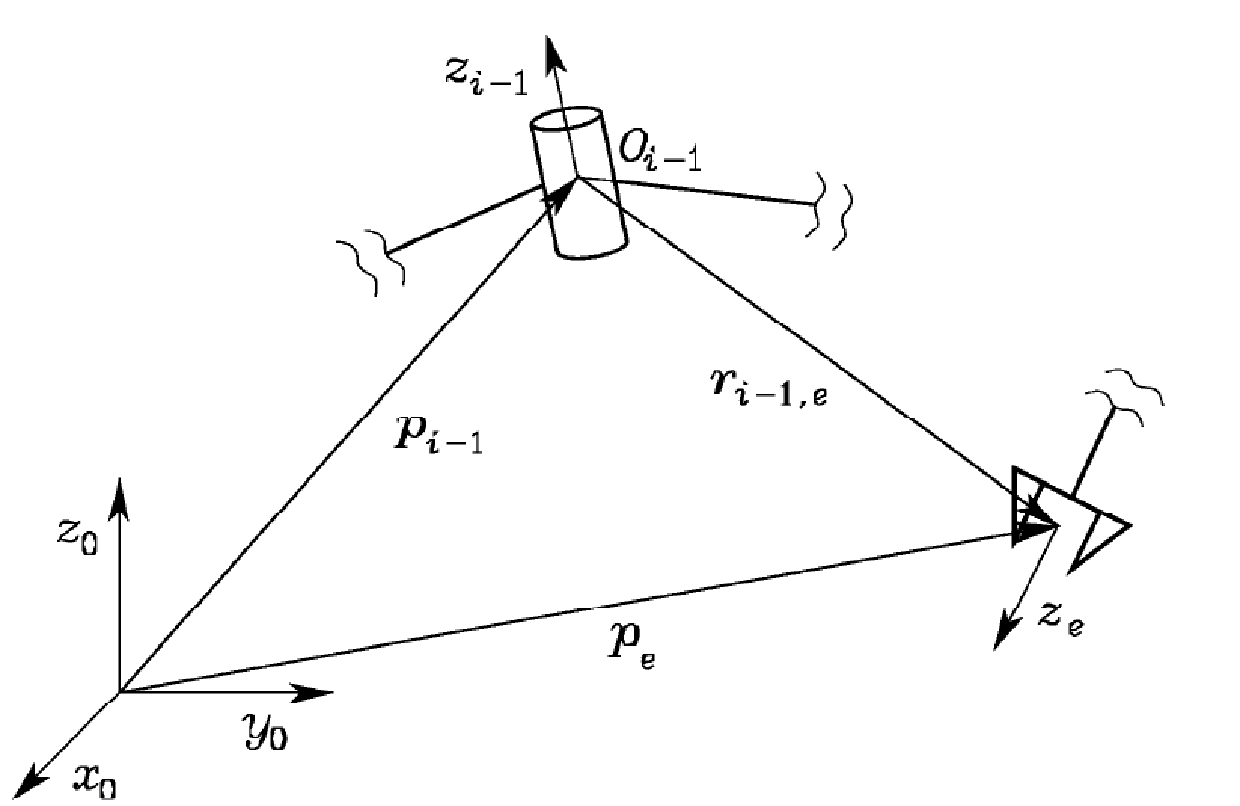 z_{i-1}
O_{i-1}
r_{i-1,e}
p_{i-1}
z_0
z_e
p_e
y_0
x_0